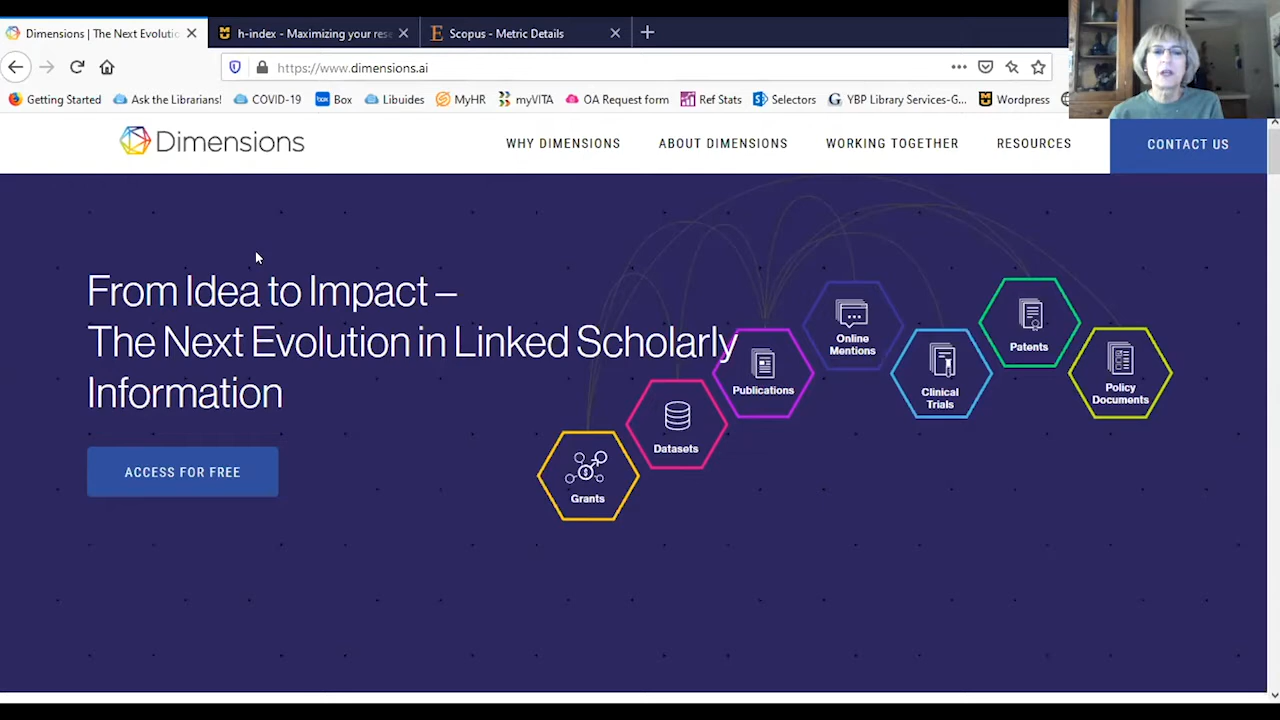 Dimensions | The Next Evolutio
h-index - Maximizing your rese
Scopus - Metric Details
https://www.dimensions.ai
Getting Started
Ask the Librarians!
COVID-19
Box
Libuides
MyHR
myVITA
OA Request form
Ref Stats
Selectors
YBP Library Services-G...
Wordpress
Dimensions
WHY DIMENSIONS
ABOUT DIMENSIONS
WORKING TOGETHER
RESOURCES
CONTACT US
From Idea to Impact –
The Next Evolution in Linked Scholarly
Information
ACCESS FOR FREE
Grants
Datasets
Publications
Online
Mentions
Clinical
Trials
Patents
Policy
Documents